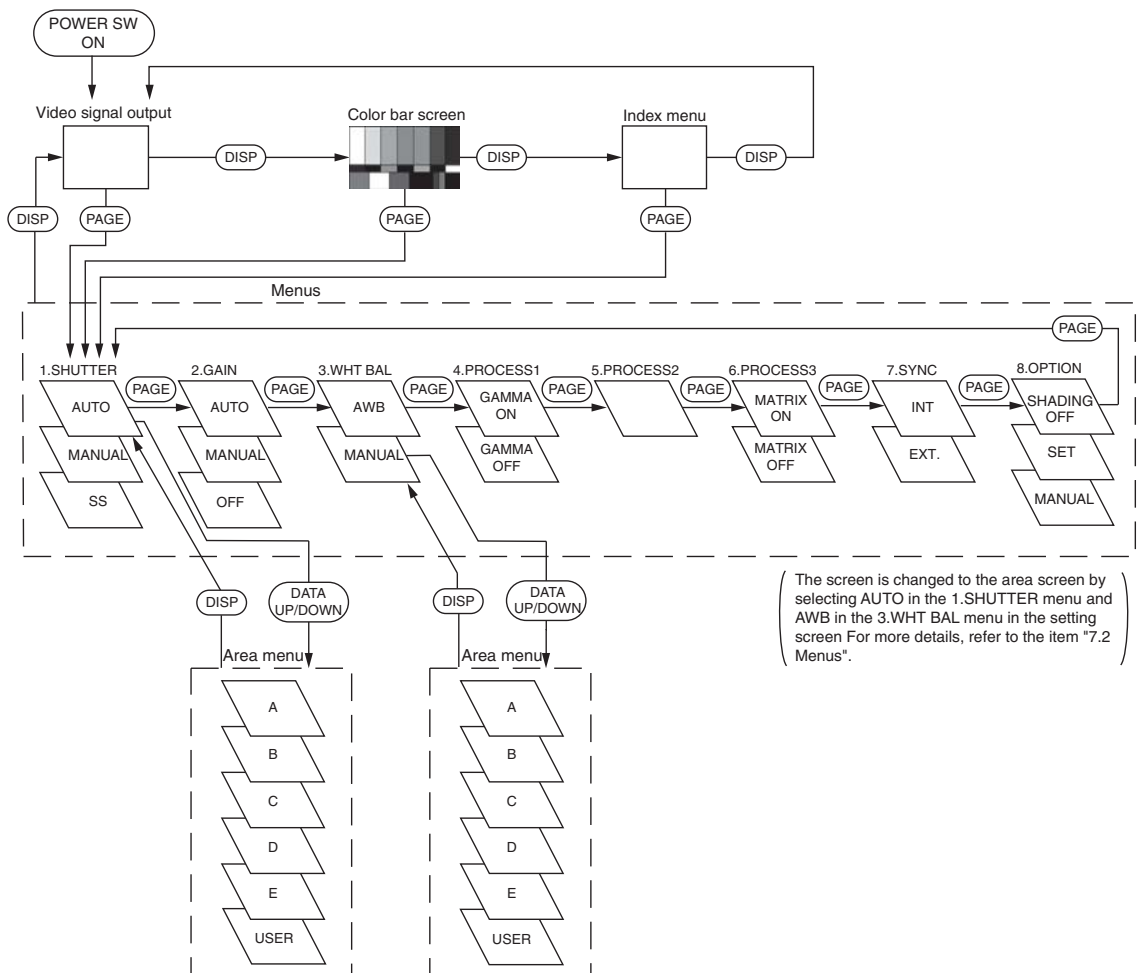 POWER SW
ON
Video signal output
Color bar screen
Index menu
DISP
DISP
DISP
DISP
PAGE
PAGE
PAGE
Menus
PAGE
1.SHUTTER
2.GAIN
3.WHT BAL
4.PROCESS1
5.PROCESS2
6.PROCESS3
7.SYNC
8.OPTION
PAGE
PAGE
PAGE
PAGE
PAGE
PAGE
PAGE
AUTO
AUTO
AWB
GAMMA
ON
MATRIX
ON
INT
SHADING
OFF
MANUAL
MANUAL
MANUAL
GAMMA
OFF
MATRIX
OFF
EXT.
SET
SS
OFF
MANUAL
DISP
DATA
UP/DOWN
DISP
DATA
UP/DOWN
The screen is changed to the area screen by
selecting AUTO in the 1.SHUTTER menu and
AWB in the 3.WHT BAL menu in the setting
screen For more details, refer to the item "7.2
Menus".
Area menu
Area menu
A
B
C
D
E
USER
A
B
C
D
E
USER